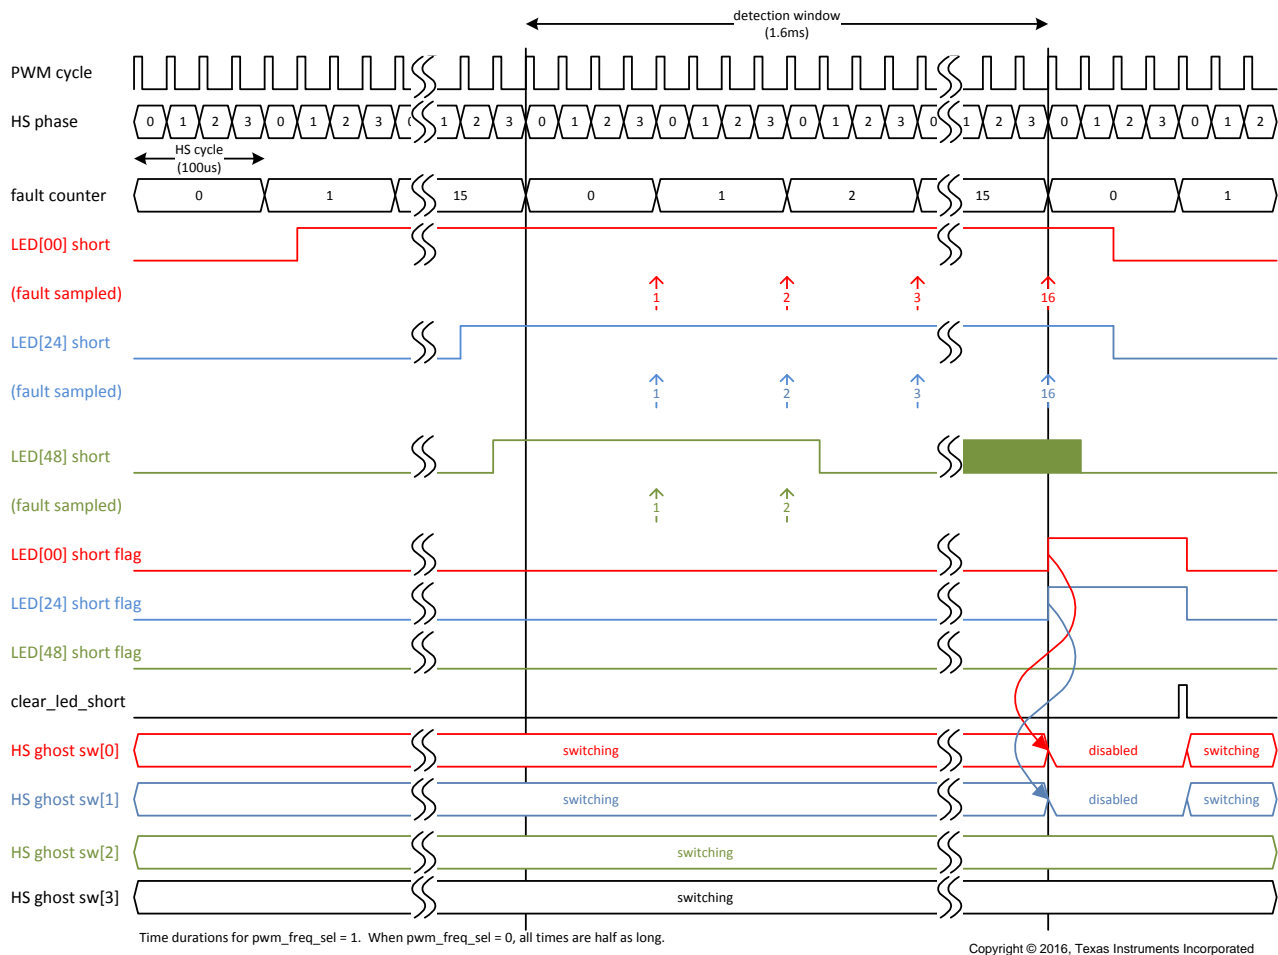 detection window
(1.6ms)
PWM cycle
HS phase 0 1 2 3 0 1 2 3 0 1 2 3 0 1 2 3 0 1 2 3 0 1 2 3 0 1 2 3 0 1 2 3 0 1 2
HS cycle
(100us)
fault counter 0 1 15 0 1 2 15 0 1
LED[00] short
(fault sampled) 1 2 3 16
LED[24] short
(fault sampled) 1 2 3 16
LED[48] short
(fault sampled) 1 2
LED[00] short flag
LED[24] short flag
LED[48] short flag
clear_led_short
HS ghost sw[0] switching disabled switching
HS ghost sw[1] switching disabled switching
HS ghost sw[2] switching
HS ghost sw[3] switching
Time durations for pwm_freq_sel = 1. When pwm_freq_sel = 0, all times are half as long.
Copyright © 2016, Texas Instruments Incorporated